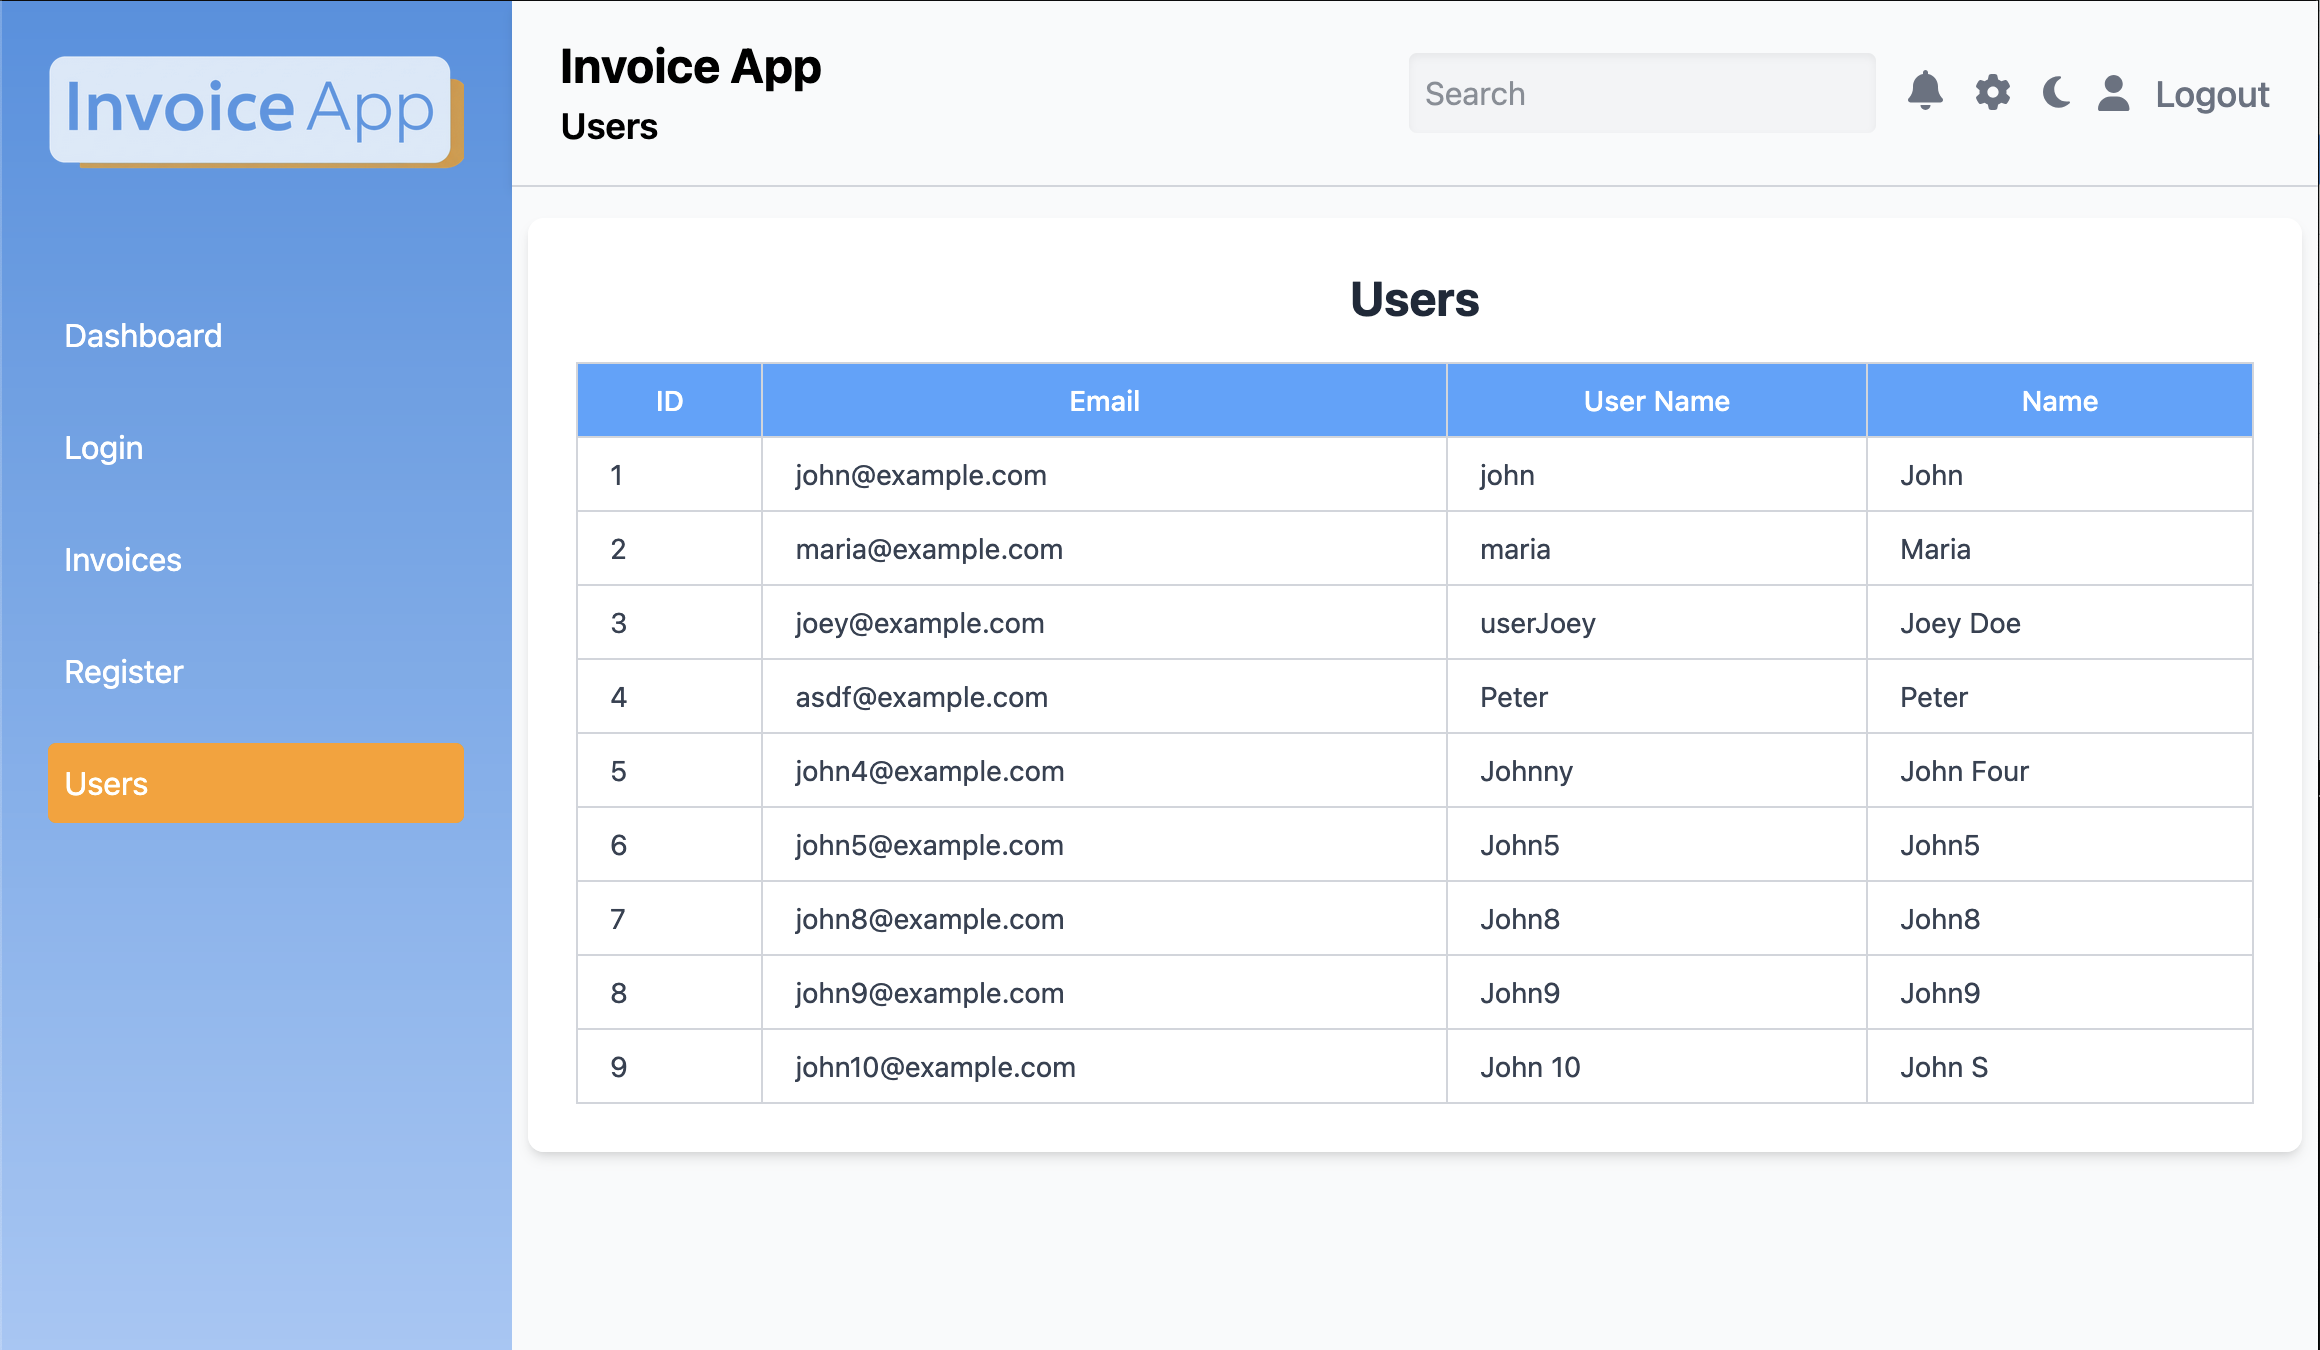 Invoice App
Dashboard
Login
Invoices
Register
Users
Invoice App
Users
Search
Logout
Users
ID Email User Name Name
1 john@example.com john John
2 maria@example.com maria Maria
3 joey@example.com userJoey Joey Doe
4 asdf@example.com Peter Peter
5 john4@example.com Johnny John Four
6 john5@example.com John5 John5
7 john8@example.com John8 John8
8 john9@example.com John9 John9
9 john10@example.com John 10 John S